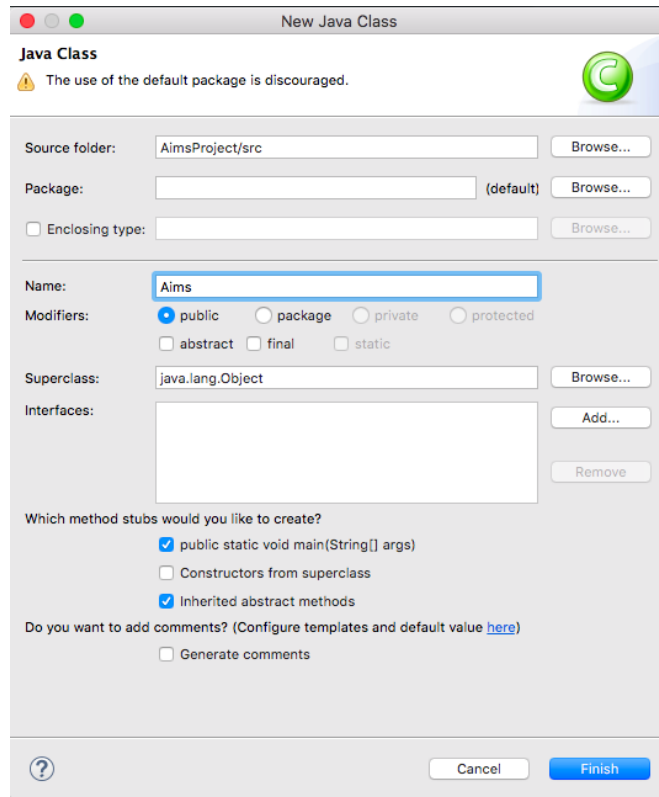 New Java Class
Java Class
The use of the default package is discouraged.
C
Source folder: AimsProject/src Browse...
Package: (default) Browse...
Enclosing type: Browse...
Name: Aims
Modifiers: public package private protected
abstract final static
Superclass: java.lang.Object Browse...
Interfaces: Add...
Remove
Which method stubs would you like to create?
public static void main(String[] args)
Constructors from superclass
Inherited abstract methods
Do you want to add comments? (Configure templates and default value here)
Generate comments
? Cancel Finish